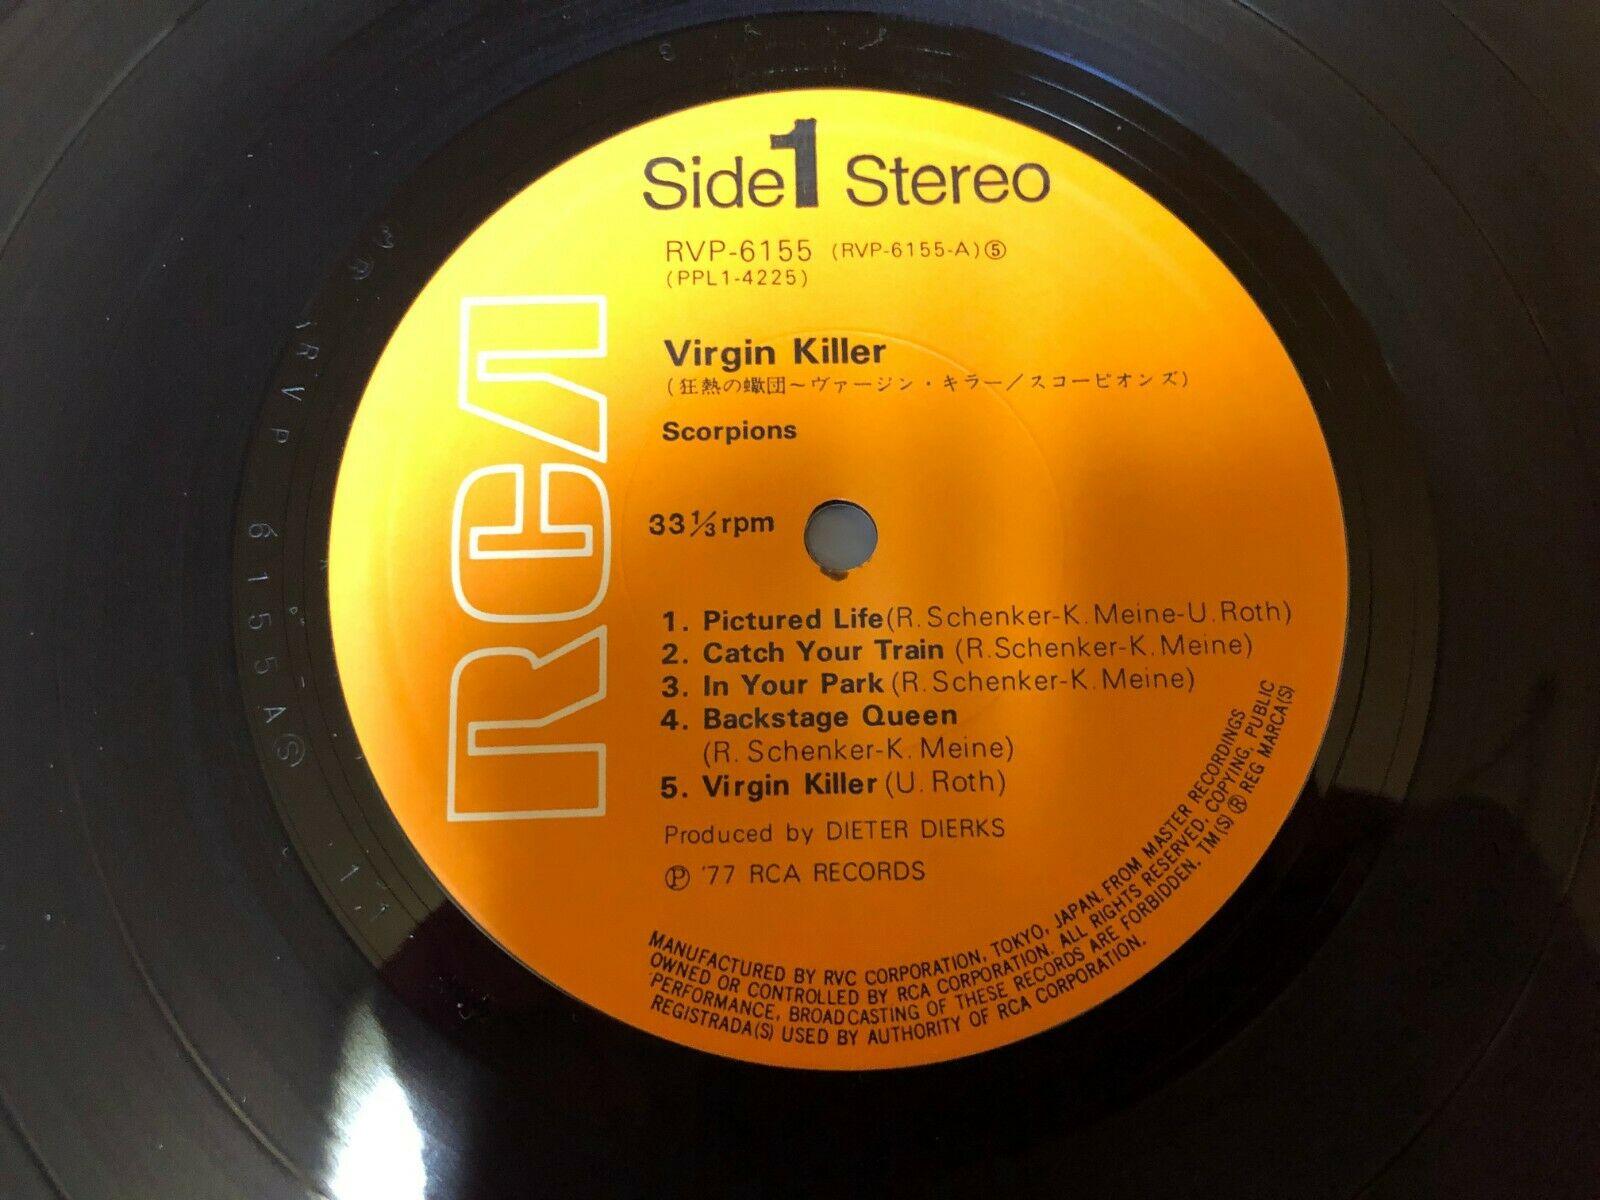 Side 1 Stereo
RVP-6155 (RVP-6155-A)⑤
(PPL1-4225)
RCA
Virgin Killer
(狂熱の蠍団~ヴァージン・キラー/スコーピオンズ)
Scorpions
33 1/3 rpm
1. Pictured Life (R. Schenker-K. Meine-U. Roth)
2. Catch Your Train (R. Schenker-K. Meine)
3. In Your Park (R. Schenker-K. Meine)
4. Backstage Queen
(R. Schenker-K. Meine)
5. Virgin Killer (U. Roth)
Produced by DIETER DIERKS
Ⓟ '77 RCA RECORDS
MANUFACTURED BY RVC CORPORATION, TOKYO, JAPAN. FROM MASTER RECORDINGS
OWNED OR CONTROLLED BY RCA CORPORATION. ALL RIGHTS RESERVED. COPYING, PUBLIC
PERFORMANCE, BROADCASTING OF THESE RECORDS ARE FORBIDDEN. TM(S) ® REG MARCA(S)
REGISTRADA(S) USED BY AUTHORITY OF RCA CORPORATION.
RVP 6155A Ⓢ